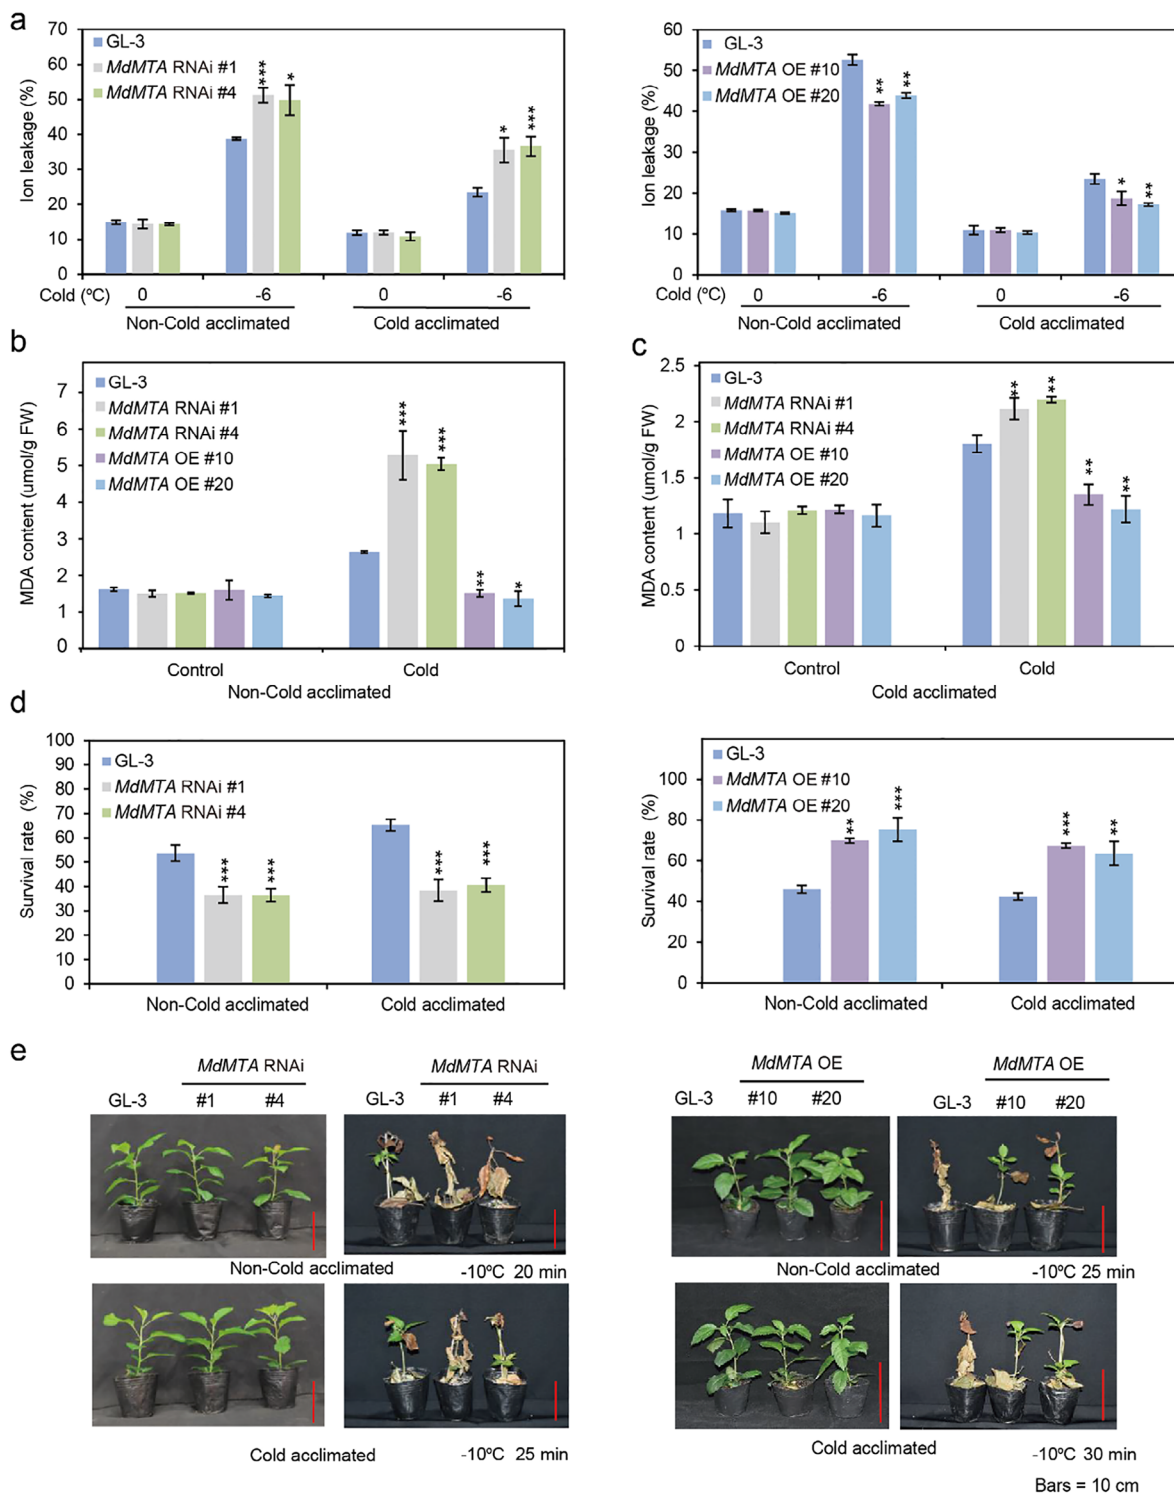 a
70
60
50
40
30
20
10
0
Ion leakage (%)
GL-3
MdMTA RNAi #1
MdMTA RNAi #4
*** * * ***
Cold (ºC) 0 -6 0 -6
Non-Cold acclimated Cold acclimated
60
50
40
30
20
10
0
Ion leakage (%)
GL-3
MdMTA OE #10
MdMTA OE #20
** ** * **
0 -6 0 -6
Non-Cold acclimated Cold acclimated
b
7
6
5
4
3
2
1
0
MDA content (umol/g FW)
GL-3
MdMTA RNAi #1
MdMTA RNAi #4
MdMTA OE #10
MdMTA OE #20
*** *** ** *
Control Cold
Non-Cold acclimated
c
2.5
2
1.5
1
0.5
0
MDA content (umol/g FW)
GL-3
MdMTA RNAi #1
MdMTA RNAi #4
MdMTA OE #10
MdMTA OE #20
** ** ** **
Control Cold
Cold acclimated
d
100
90
80
70
60
50
40
30
20
10
0
Survival rate (%)
GL-3
MdMTA RNAi #1
MdMTA RNAi #4
*** *** *** ***
Non-Cold acclimated Cold acclimated
100
80
60
40
20
0
Survival rate (%)
GL-3
MdMTA OE #10
MdMTA OE #20
** *** *** **
Non-Cold acclimated Cold acclimated
e
MdMTA RNAi MdMTA RNAi
GL-3 #1 #4 GL-3 #1 #4
Non-Cold acclimated -10ºC 20 min
Cold acclimated -10ºC 25 min
MdMTA OE MdMTA OE
GL-3 #10 #20 GL-3 #10 #20
Non-Cold acclimated -10ºC 25 min
Cold acclimated -10ºC 30 min
Bars = 10 cm